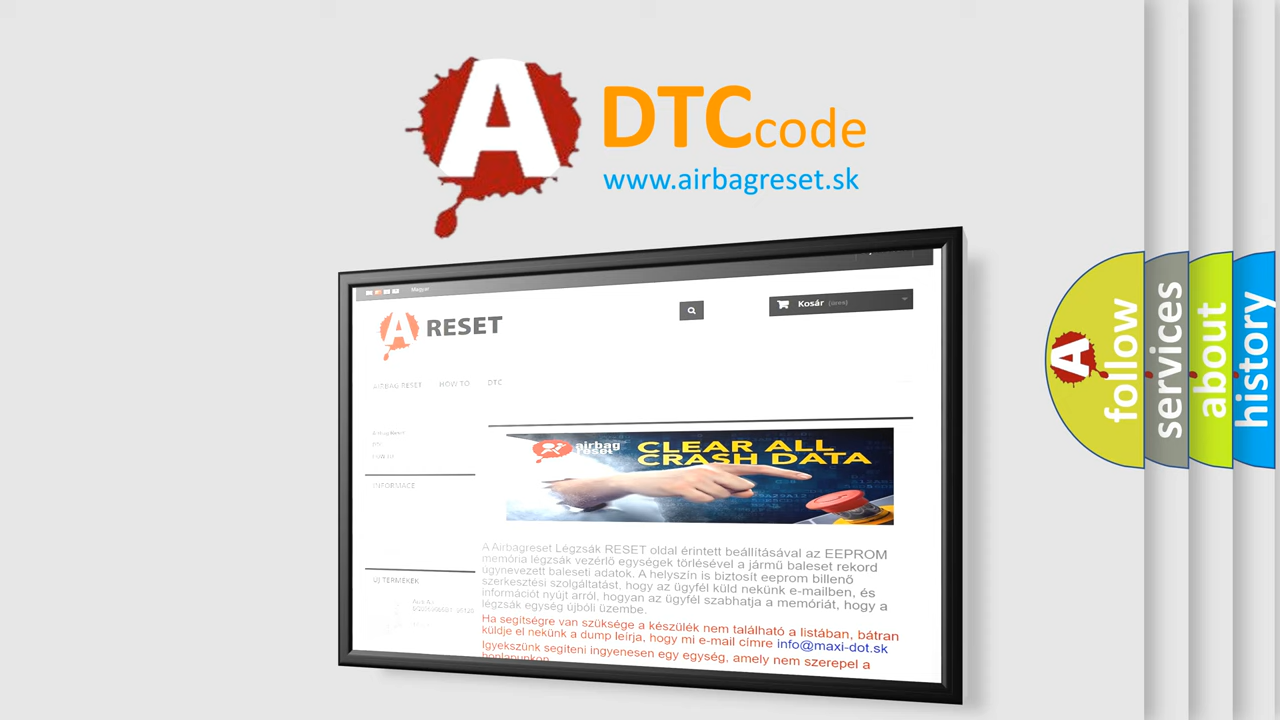 A
DTCcode
www.airbagreset.sk
Magyar
A RESET
Kosár (üres)
AIRBAG RESET HOW TO DTC
INFORMACE
airbag
reset
CLEAR ALL
CRASH DATA
A Airbagreset Légzsák RESET oldal érintett beállításával az EEPROM
memória légzsák vezérlő egységek törlésével a jármű baleset rekord
úgynevezett baleseti adatok. A helyszín is biztosít eeprom billenő
szerkesztési szolgáltatást, hogy az ügyfél küld nekünk e-mailben, és
információt nyújt arról, hogyan az ügyfél szabhatja a memóriát, hogy a
légzsák egység újbóli üzembe.
Ha segítségre van szüksége a készülék nem található a listában, bátran
küldje el nekünk a dump leírja, hogy mi e-mail címre info@maxi-dot.sk
Igyekszünk segíteni ingyenesen egy egység, amely nem szerepel a
honlapunkon
ÚJ TERMÉKEK
A
follow
services
about
history